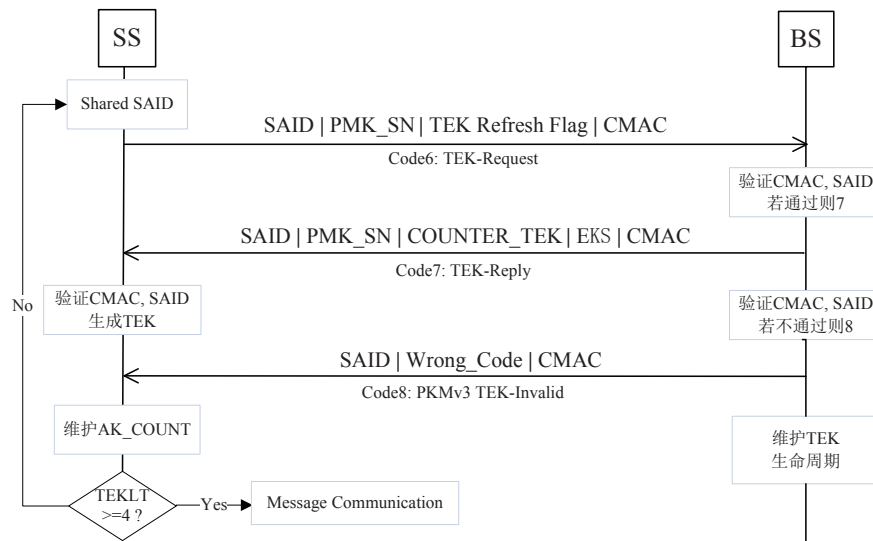 SS
BS
Shared SAID
SAID | PMK_SN | TEK Refresh Flag | CMAC
Code6: TEK-Request
验证CMAC, SAID
若通过则7
SAID | PMK_SN | COUNTER_TEK | EKS | CMAC
Code7: TEK-Reply
No
验证CMAC, SAID
生成TEK
验证CMAC, SAID
若不通过则8
SAID | Wrong_Code | CMAC
Code8: PKMv3 TEK-Invalid
维护AK_COUNT
维护TEK
生命周期
TEKLT
>=4 ?
Yes
Message Communication